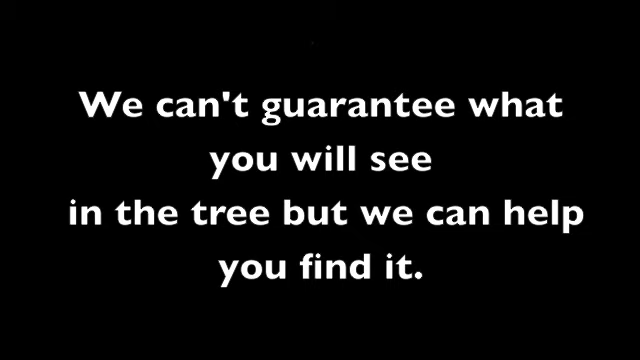 We can't guarantee what
you will see
in the tree but we can help
you find it.